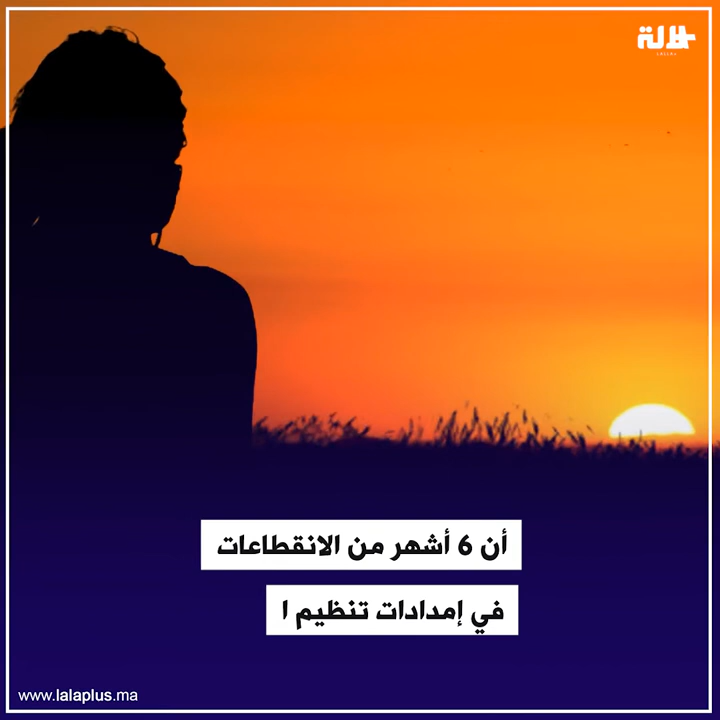 لالة
أن 6 أشهر من الانقطاعات
في إمدادات تنظيم ا
www.lalaplus.ma